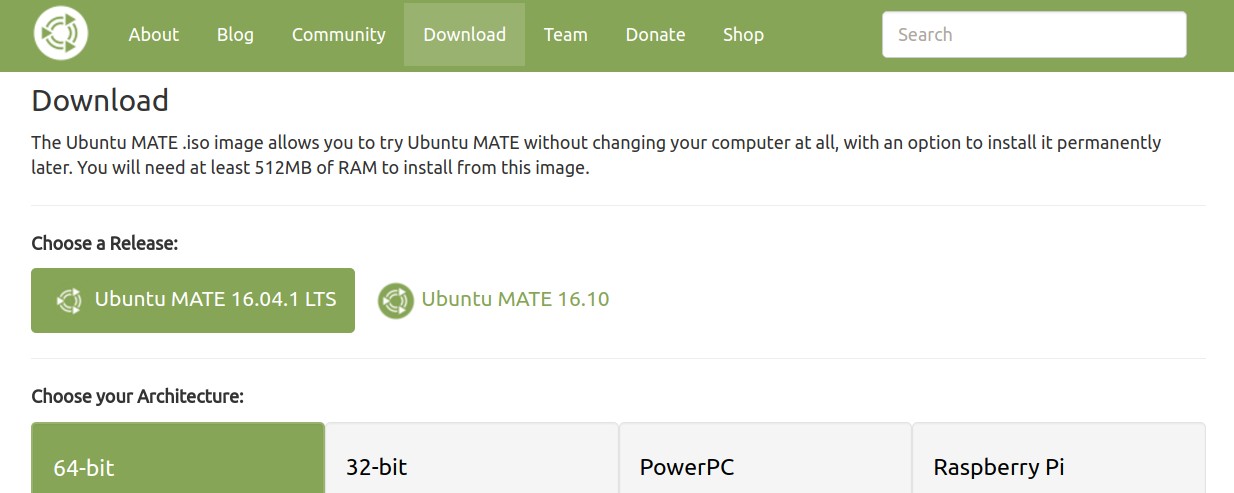 About Blog Community Download Team Donate Shop Search
Download
The Ubuntu MATE .iso image allows you to try Ubuntu MATE without changing your computer at all, with an option to install it permanently
later. You will need at least 512MB of RAM to install from this image.
Choose a Release:
Ubuntu MATE 16.04.1 LTS Ubuntu MATE 16.10
Choose your Architecture:
64-bit 32-bit PowerPC Raspberry Pi